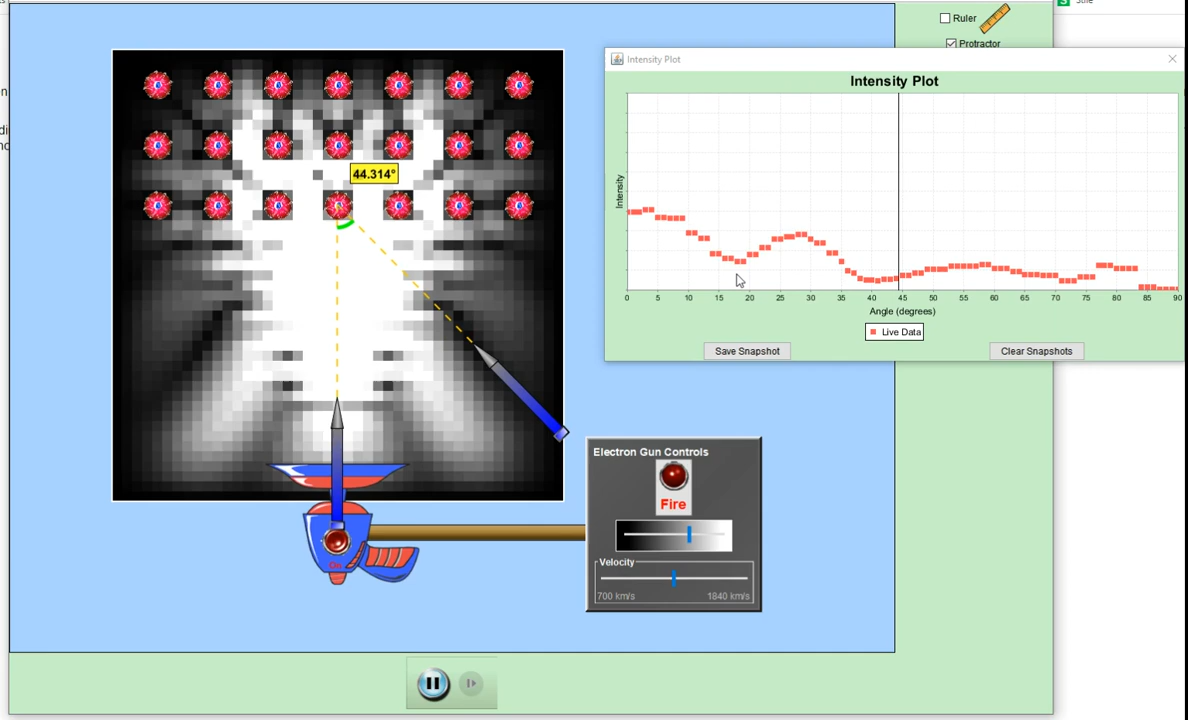 Stile
Ruler
Protractor
Intensity Plot
Intensity Plot
Intensity
0 5 10 15 20 25 30 35 40 45 50 55 60 65 70 75 80 85 90
Angle (degrees)
Live Data
Save Snapshot
Clear Snapshots
44.314°
Electron Gun Controls
Fire
Velocity
700 km/s 1840 km/s
On